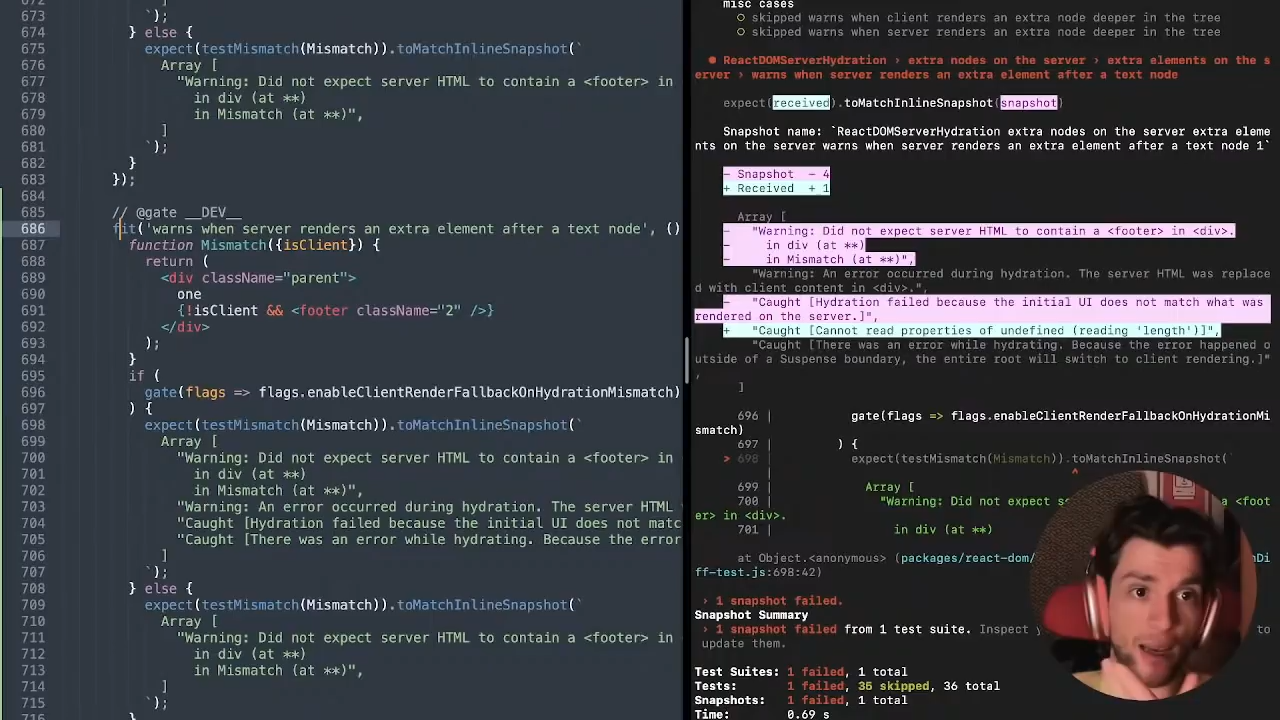 672
]
673
`);
674
} else {
675
expect(testMismatch(Mismatch)).toMatchInlineSnapshot(`
676
Array [
677
"Warning: Did not expect server HTML to contain a <footer> in
678
in div (at **)
679
in Mismatch (at **)",
680
]
681
`);
682
}
683
});
684
685
// @gate __DEV__
686
fit('warns when server renders an extra element after a text node', ()
687
function Mismatch({isClient}) {
688
return (
689
<div className="parent">
690
one
691
{!isClient && <footer className="2" />}
692
</div>
693
);
694
}
695
if (
696
gate(flags => flags.enableClientRenderFallbackOnHydrationMismatch)
697
) {
698
expect(testMismatch(Mismatch)).toMatchInlineSnapshot(`
699
Array [
700
"Warning: Did not expect server HTML to contain a <footer> in
701
in div (at **)
702
in Mismatch (at **)",
703
"Warning: An error occurred during hydration. The server HTML
704
"Caught [Hydration failed because the initial UI does not matc
705
"Caught [There was an error while hydrating. Because the error
706
]
707
`);
708
} else {
709
expect(testMismatch(Mismatch)).toMatchInlineSnapshot(`
710
Array [
711
"Warning: Did not expect server HTML to contain a <footer> in
712
in div (at **)
713
in Mismatch (at **)",
714
]
715
`);
716
}
misc cases
○ skipped warns when client renders an extra node deeper in the tree
○ skipped warns when server renders an extra node deeper in the tree
● ReactDOMServerHydration › extra nodes on the server › extra elements on the s
erver › warns when server renders an extra element after a text node
expect(received).toMatchInlineSnapshot(snapshot)
Snapshot name: `ReactDOMServerHydration extra nodes on the server extra eleme
nts on the server warns when server renders an extra element after a text node 1`
- Snapshot - 4
+ Received + 1
Array [
- "Warning: Did not expect server HTML to contain a <footer> in <div>.
- in div (at **)
- in Mismatch (at **)",
"Warning: An error occurred during hydration. The server HTML was replace
d with client content in <div>.",
- "Caught [Hydration failed because the initial UI does not match what was
rendered on the server.]",
+ "Caught [Cannot read properties of undefined (reading 'length')]",
"Caught [There was an error while hydrating. Because the error happened o
utside of a Suspense boundary, the entire root will switch to client rendering.]"
,
]
696 | gate(flags => flags.enableClientRenderFallbackOnHydrationMi
smatch)
697 | ) {
> 698 | expect(testMismatch(Mismatch)).toMatchInlineSnapshot(`
| ^
699 | Array [
700 | "Warning: Did not expect s
<foot
er> in <div>.
701 | in div (at **)
at Object.<anonymous> (packages/react-dom/
nDi
ff-test.js:698:42)
› 1 snapshot failed.
Snapshot Summary
› 1 snapshot failed from 1 test suite. Inspect
to
update them.
Test Suites: 1 failed, 1 total
Tests: 1 failed, 35 skipped, 36 total
Snapshots: 1 failed, 1 total
Time: 0.69 s